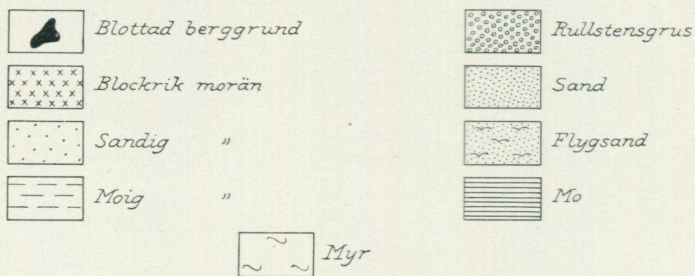 Blottad berggrund
Blockrik morän
Sandig "
Moig "
Rullstensgrus
Sand
Flygsand
Mo
Myr